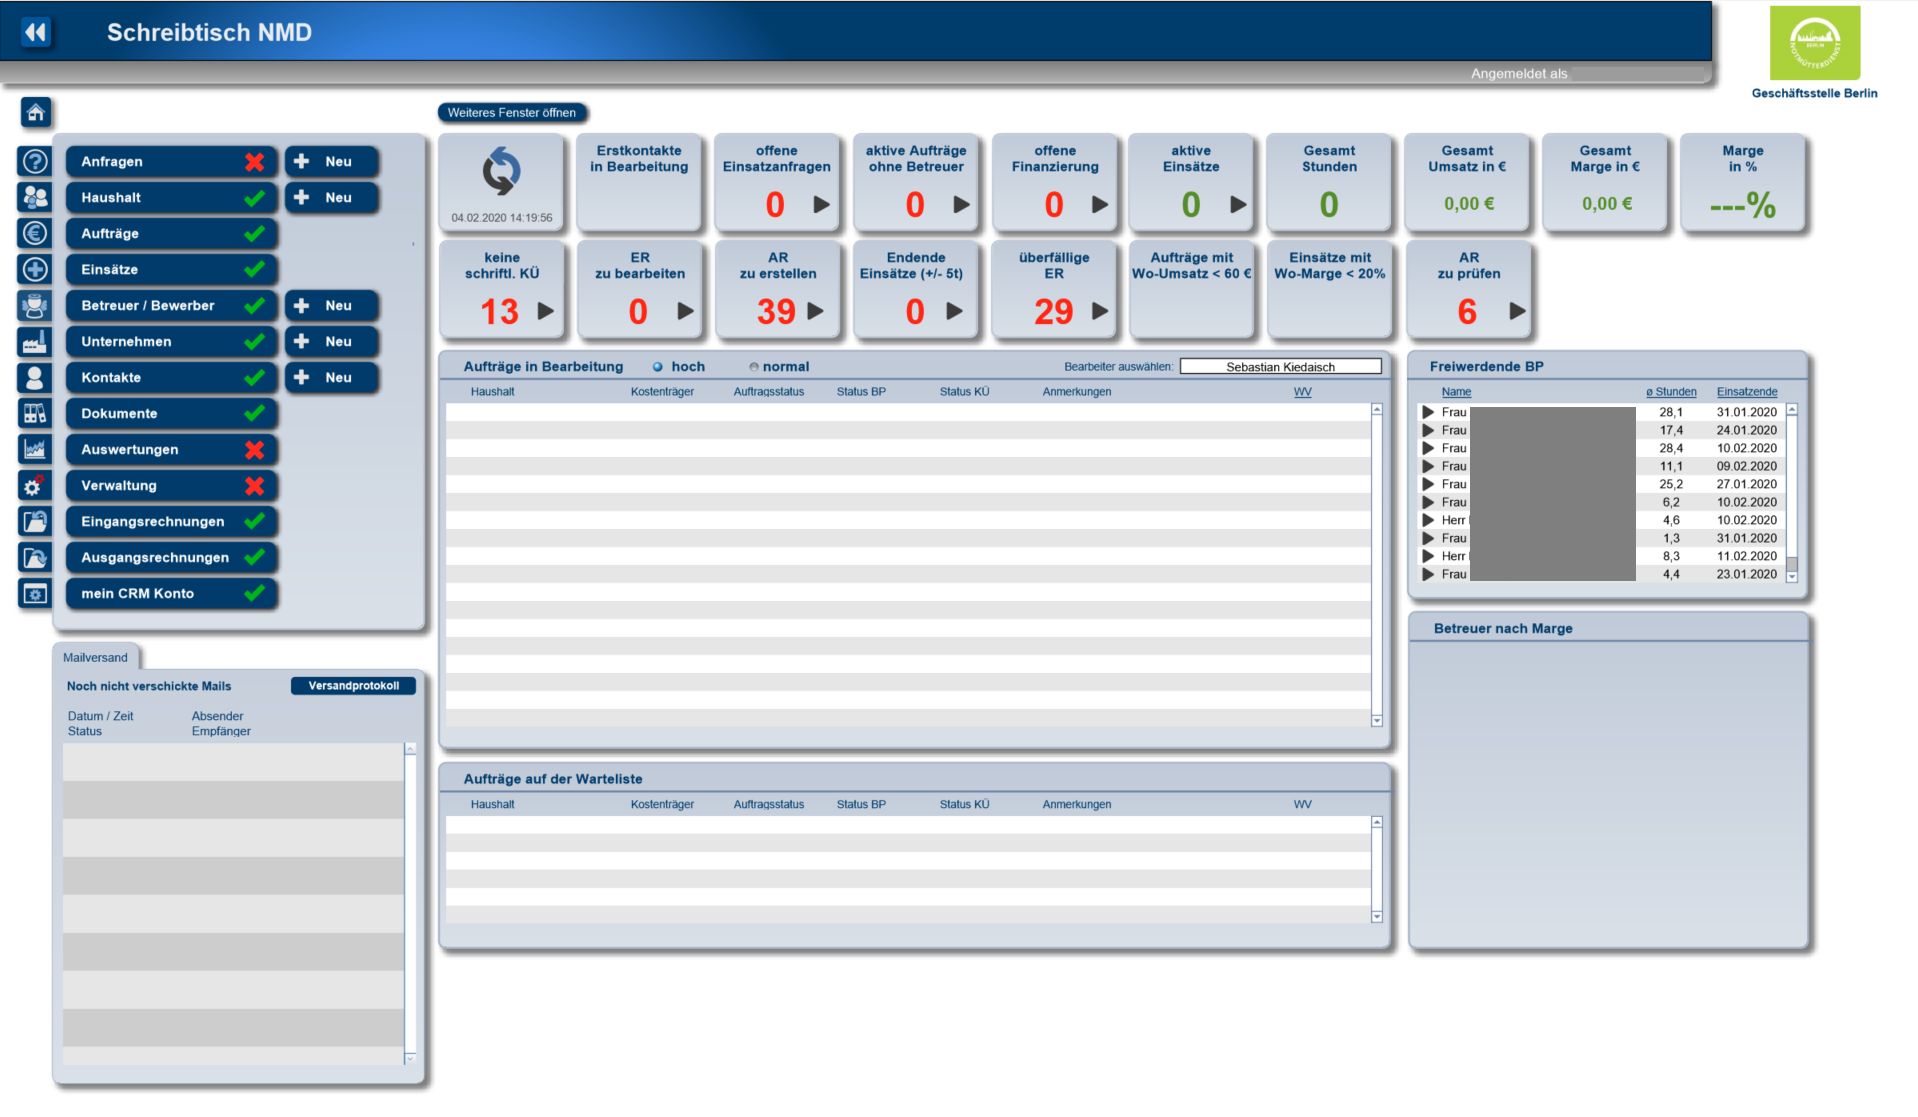 Schreibtisch NMD
Angemeldet als
BERLIN
NOTMÜTTERDIENST
Geschäftsstelle Berlin
Weiteres Fenster öffnen
Anfragen
Neu
Haushalt
Neu
Aufträge
Einsätze
Betreuer / Bewerber
Neu
Unternehmen
Neu
Kontakte
Neu
Dokumente
Auswertungen
Verwaltung
Eingangsrechnungen
Ausgangsrechnungen
mein CRM Konto
04.02.2020 14:19:56
Erstkontakte
in Bearbeitung
offene
Einsatzanfragen
0
aktive Aufträge
ohne Betreuer
0
offene
Finanzierung
0
aktive
Einsätze
0
Gesamt
Stunden
0
Gesamt
Umsatz in €
0,00 €
Gesamt
Marge in €
0,00 €
Marge
in %
---%
keine
schriftl. KÜ
13
ER
zu bearbeiten
0
AR
zu erstellen
39
Endende
Einsätze (+/- 5t)
0
überfällige
ER
29
Aufträge mit
Wo-Umsatz < 60 €
Einsätze mit
Wo-Marge < 20%
AR
zu prüfen
6
Aufträge in Bearbeitung hoch normal Bearbeiter auswählen: Sebastian Kiedaisch
Haushalt Kostenträger Auftragsstatus Status BP Status KÜ Anmerkungen WV
Freiwerdende BP
Name ø Stunden Einsatzende
Frau 28,1 31.01.2020
Frau 17,4 24.01.2020
Frau 28,4 10.02.2020
Frau 11,1 09.02.2020
Frau 25,2 27.01.2020
Frau 6,2 10.02.2020
Herr 4,6 10.02.2020
Frau 1,3 31.01.2020
Herr 8,3 11.02.2020
Frau 4,4 23.01.2020
Betreuer nach Marge
Mailversand
Noch nicht verschickte Mails Versandprotokoll
Datum / Zeit Absender
Status Empfänger
Aufträge auf der Warteliste
Haushalt Kostenträger Auftragsstatus Status BP Status KÜ Anmerkungen WV